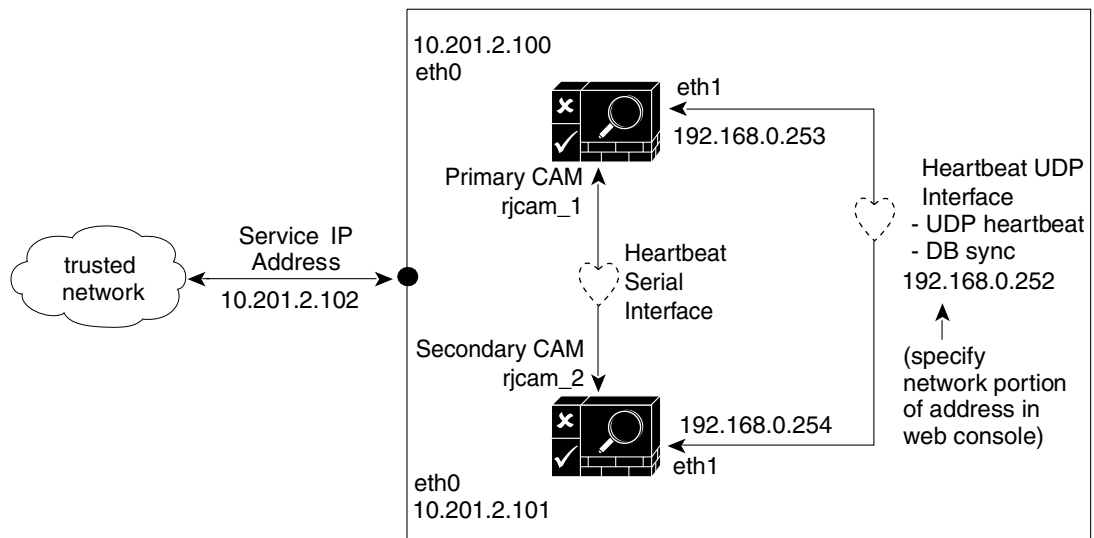 10.201.2.100
eth0
eth1
192.168.0.253
Primary CAM
rjcam_1
Heartbeat UDP
Interface
- UDP heartbeat
- DB sync
192.168.0.252
Service IP
Address
10.201.2.102
trusted
network
Heartbeat
Serial
Interface
Secondary CAM
rjcam_2
(specify
network portion
of address in
web console)
192.168.0.254
eth1
eth0
10.201.2.101